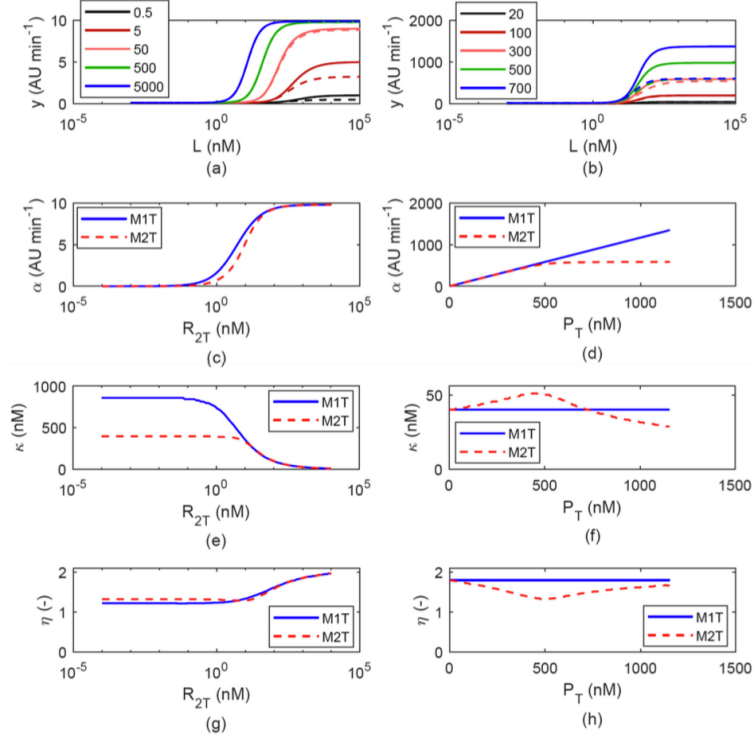 10
5
0
y (AU min⁻¹)
0.5
5
50
500
5000
10⁻⁵
10⁰
10⁵
L (nM)
(a)
2000
1000
0
y (AU min⁻¹)
20
100
300
500
700
10⁻⁵
10⁰
10⁵
L (nM)
(b)
10
5
0
α (AU min⁻¹)
M1T
M2T
10⁻⁵
10⁰
10⁵
R₂T (nM)
(c)
2000
1000
0
α (AU min⁻¹)
M1T
M2T
0
500
1000
1500
P_T (nM)
(d)
1000
500
0
κ (nM)
M1T
M2T
10⁻⁵
10⁰
10⁵
R₂T (nM)
(e)
50
0
κ (nM)
M1T
M2T
0
500
1000
1500
P_T (nM)
(f)
2
1
0
η (-)
M1T
M2T
10⁻⁵
10⁰
10⁵
R₂T (nM)
(g)
2
1
0
η (-)
M1T
M2T
0
500
1000
1500
P_T (nM)
(h)